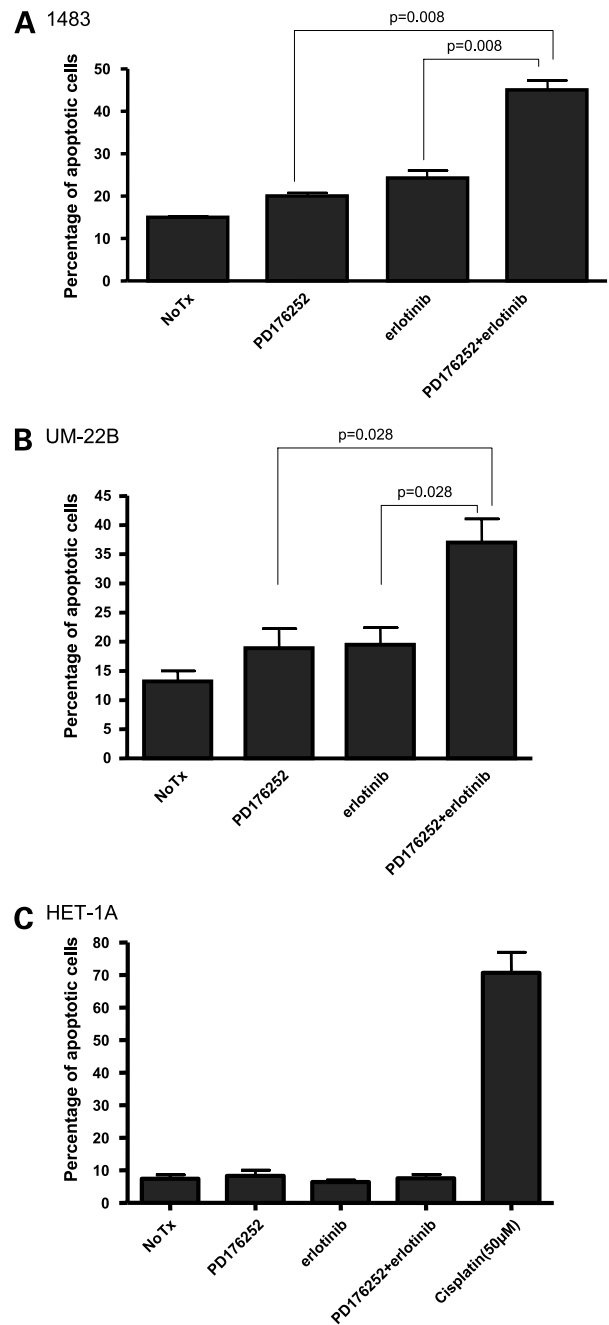 A 1483
p=0.008
p=0.008
Percentage of apoptotic cells
50
40
30
20
10
0
NoTx
PD176252
erlotinib
PD176252+erlotinib
B UM-22B
p=0.028
p=0.028
Percentage of apoptotic cells
45
40
35
30
25
20
15
10
5
0
NoTx
PD176252
erlotinib
PD176252+erlotinib
C HET-1A
Percentage of apoptotic cells
80
70
60
50
40
30
20
10
0
NoTx
PD176252
erlotinib
PD176252+erlotinib
Cisplatin(50µM)